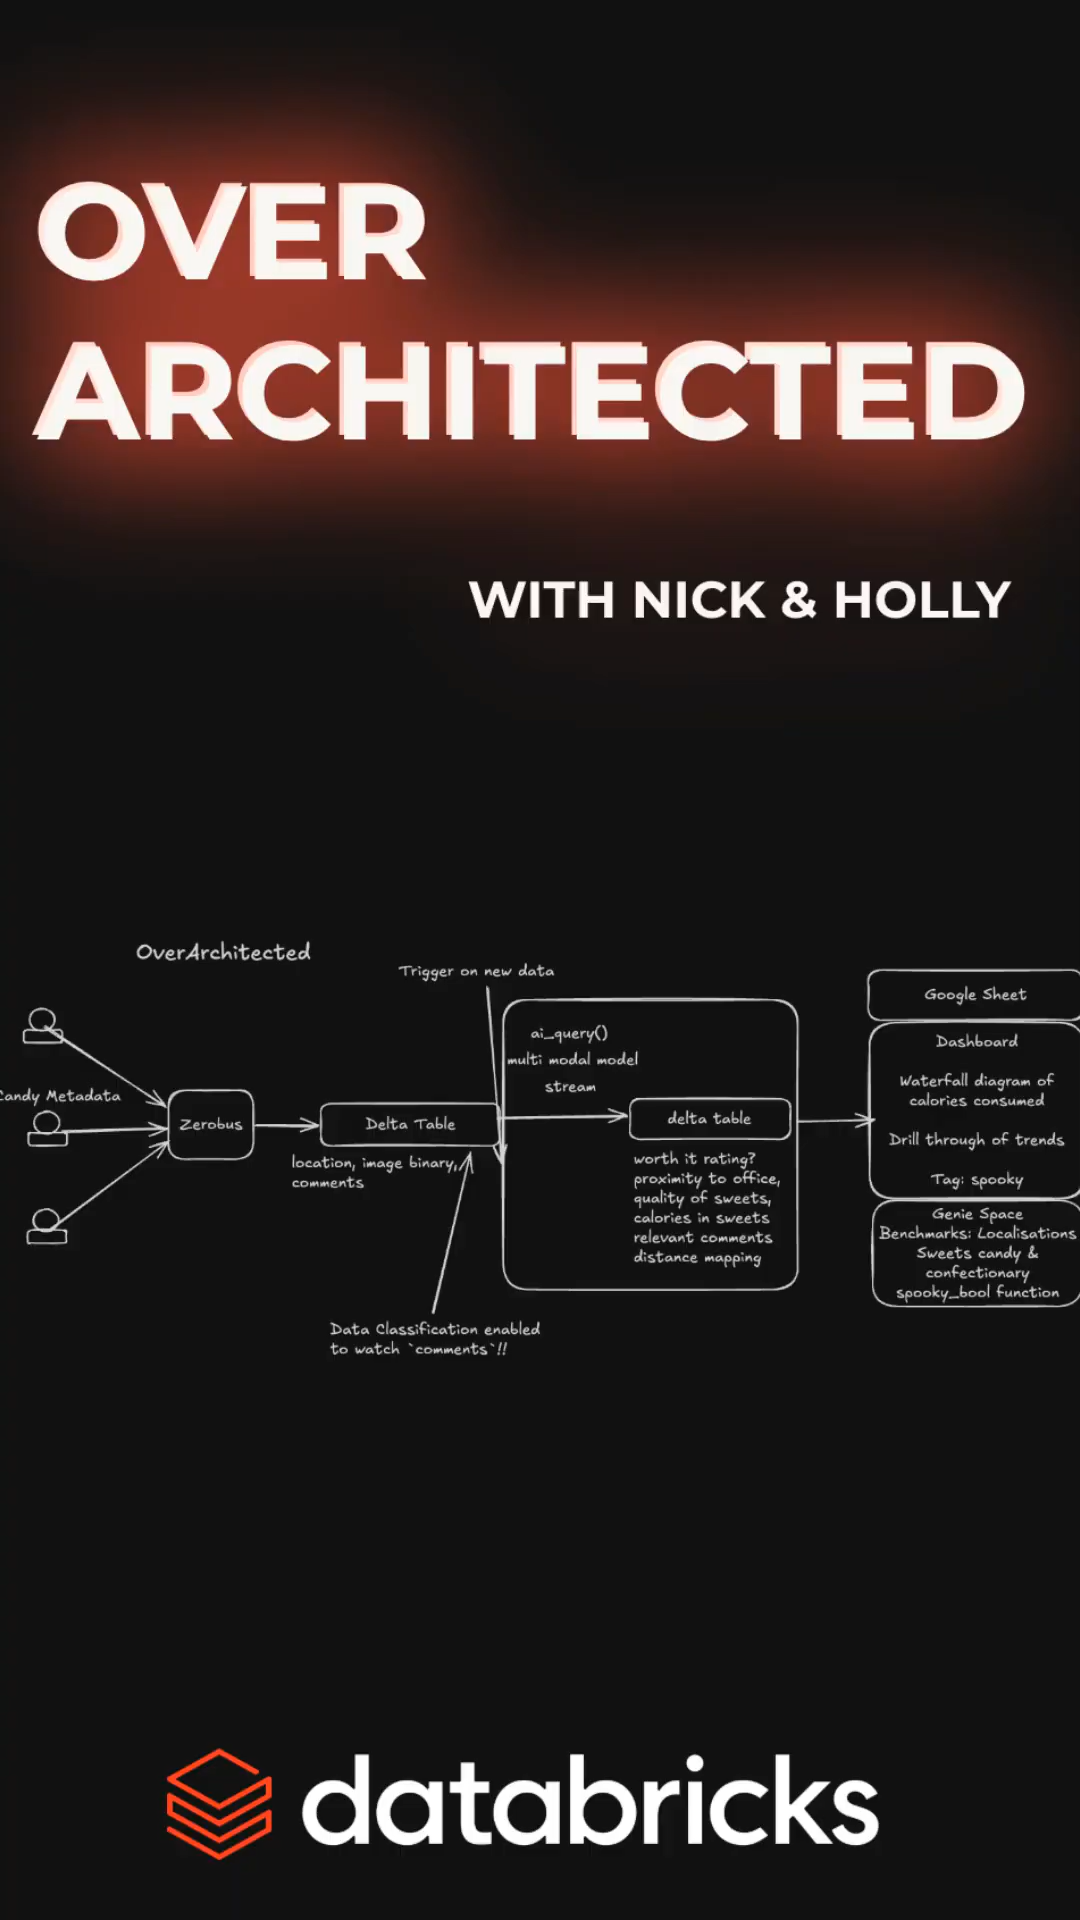 OVER
ARCHITECTED
WITH NICK & HOLLY
OverArchitected
Trigger on new data
Candy Metadata
Zerobus
Delta Table
location, image binary,
comments
Data Classification enabled
to watch `comments`!!
ai_query()
multi modal model
stream
delta table
worth it rating?
proximity to office,
quality of sweets,
calories in sweets
relevant comments
distance mapping
Google Sheet
Dashboard
Waterfall diagram of
calories consumed
Drill through of trends
Tag: spooky
Genie Space
Benchmarks: Localisations
Sweets candy &
confectionary
spooky_bool function
databricks